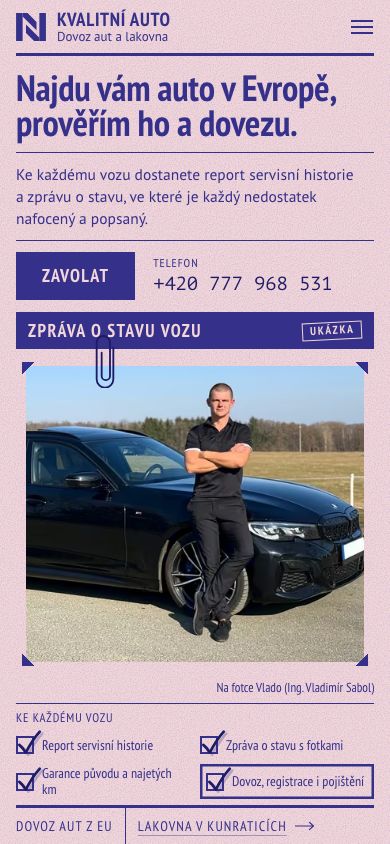 KVALITNÍ AUTO
Dovoz aut a lakovna
Najdu vám auto v Evropě,
prověřím ho a dovezu.
Ke každému vozu dostanete report servisní historie
a zprávu o stavu, ve které je každý nedostatek
nafocený a popsaný.
ZAVOLAT
TELEFON
+420 777 968 531
ZPRÁVA O STAVU VOZU
UKÁZKA
Na fotce Vlado (Ing. Vladimír Sabol)
KE KAŽDÉMU VOZU
Report servisní historie
Zpráva o stavu s fotkami
Garance původu a najetých
km
Dovoz, registrace i pojištění
DOVOZ AUT Z EU
LAKOVNA V KUNRATICÍCH